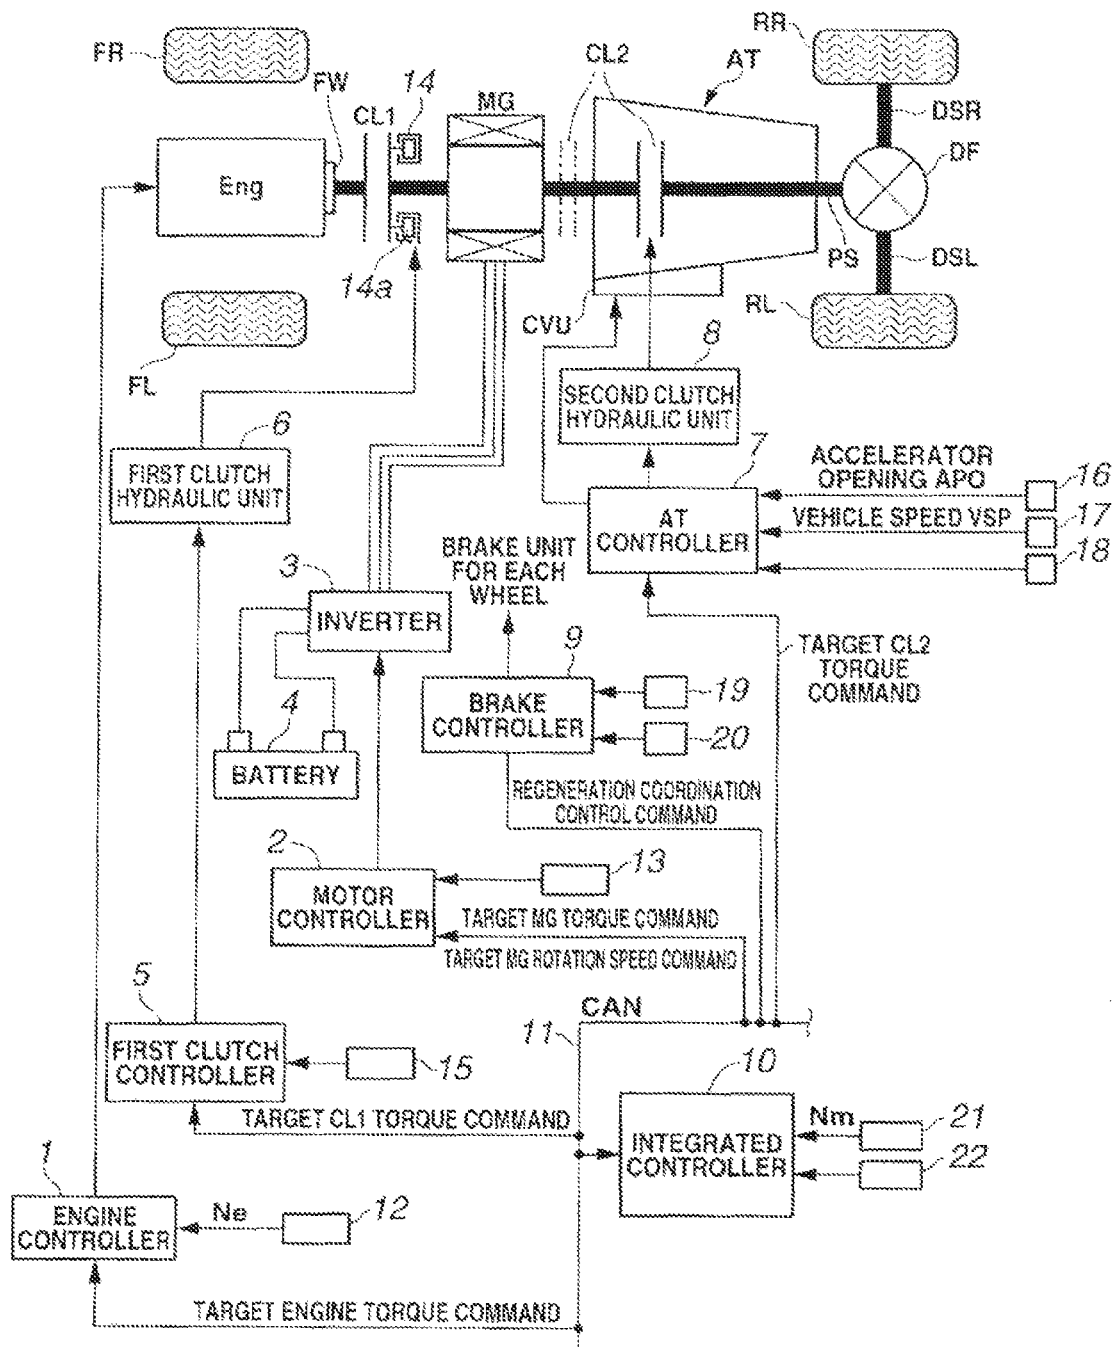 FR
FW
CL1
14
MG
CL2
AT
RR
DSR
DF
Eng
14a
PS
DSL
FL
CVU
RL
8
SECOND CLUTCH
HYDRAULIC UNIT
6
FIRST CLUTCH
HYDRAULIC UNIT
7
AT
CONTROLLER
ACCELERATOR
OPENING APO
16
VEHICLE SPEED VSP
17
18
BRAKE UNIT
FOR EACH
WHEEL
3
INVERTER
4
BATTERY
9
BRAKE
CONTROLLER
19
20
TARGET CL2
TORQUE
COMMAND
REGENERATION COORDINATION
CONTROL COMMAND
2
MOTOR
CONTROLLER
13
TARGET MG TORQUE COMMAND
TARGET MG ROTATION SPEED COMMAND
CAN
11
5
FIRST CLUTCH
CONTROLLER
15
TARGET CL1 TORQUE COMMAND
10
INTEGRATED
CONTROLLER
Nm
21
22
1
ENGINE
CONTROLLER
Ne
12
TARGET ENGINE TORQUE COMMAND